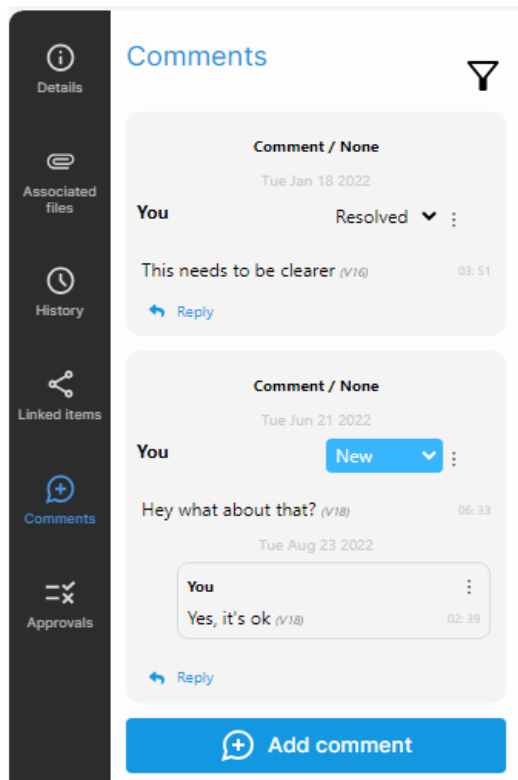 Details
Associated
files
History
Linked items
Comments
Approvals
Comments
Comment / None
Tue Jan 18 2022
You
Resolved
This needs to be clearer (V16)
03: 51
Reply
Comment / None
Tue Jun 21 2022
You
New
Hey what about that? (V18)
06: 33
Tue Aug 23 2022
You
Yes, it's ok (V18)
02: 39
Reply
Add comment